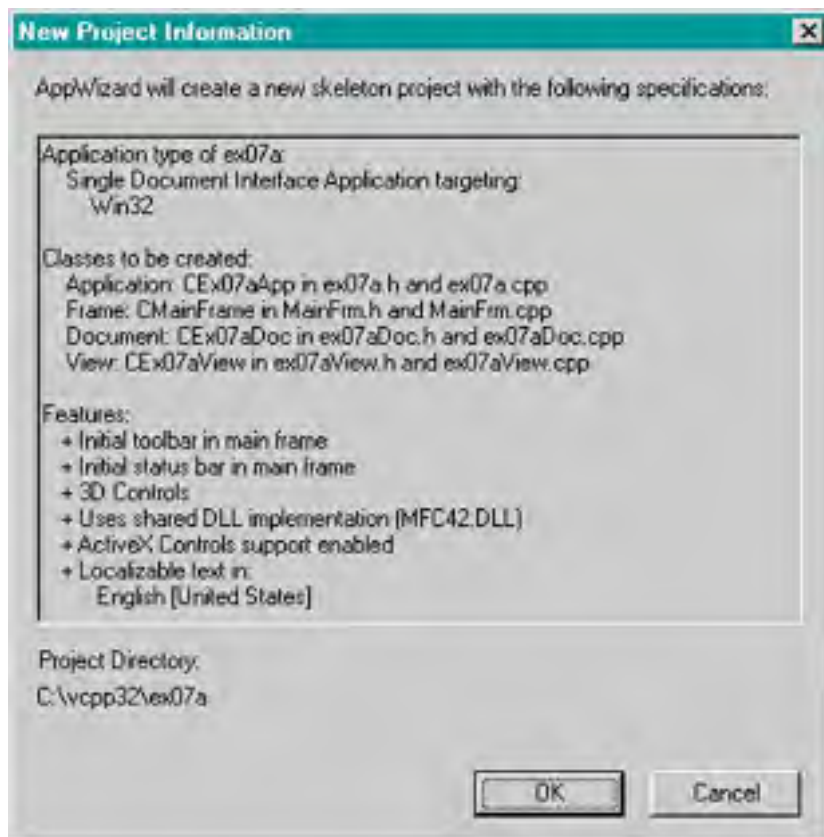 New Project Information
AppWizard will create a new skeleton project with the following specifications:
Application type of ex07a:
Single Document Interface Application targeting:
Win32
Classes to be created:
Application: CEx07aApp in ex07a.h and ex07a.cpp
Frame: CMainFrame in MainFrm.h and MainFrm.cpp
Document: CEx07aDoc in ex07aDoc.h and ex07aDoc.cpp
View: CEx07aView in ex07aView.h and ex07aView.cpp
Features:
+ Initial toolbar in main frame
+ Initial status bar in main frame
+ 3D Controls
+ Uses shared DLL implementation (MFC42.DLL)
+ ActiveX Controls support enabled
+ Localizable text in:
English [United States]
Project Directory:
C:\vcpp32\ex07a
OK
Cancel